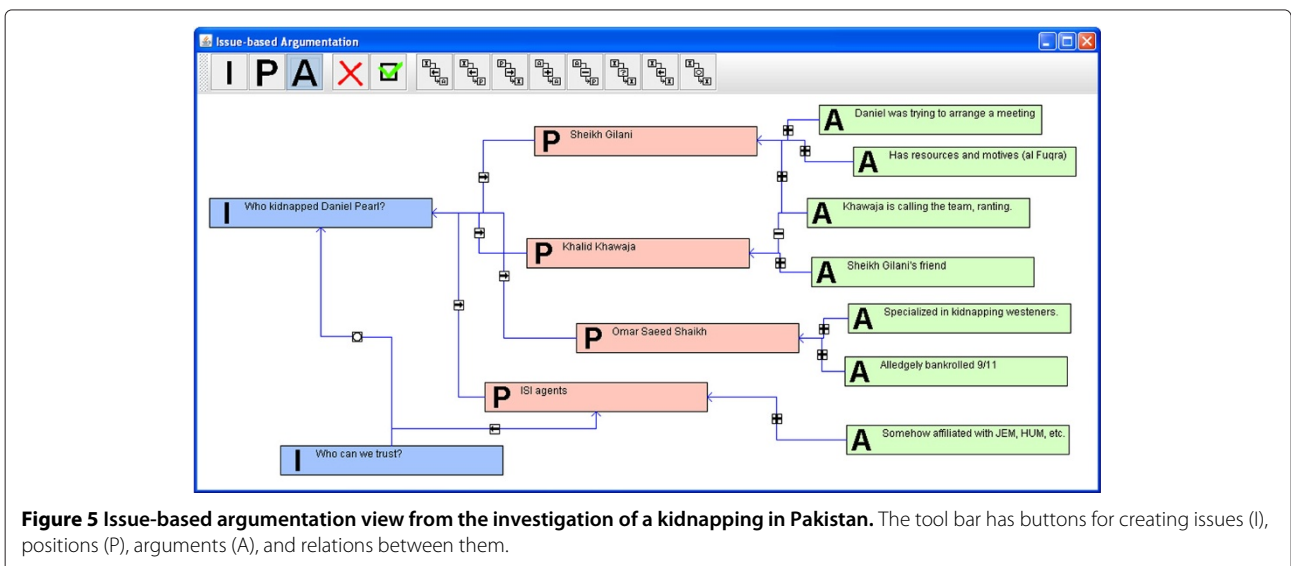 Issue-based Argumentation
I P A
Daniel was trying to arrange a meeting
A
P Sheikh Gilani
A Has resources and motives (al Fuqra)
I Who kidnapped Daniel Pearl?
A Khawaja is calling the team, ranting.
P Khalid Khawaja
A Sheikh Gilani's friend
A Specialized in kidnapping westeners.
P Omar Saeed Shaikh
A Alledgely bankrolled 9/11
P ISI agents
A Somehow affiliated with JEM, HUM, etc.
I Who can we trust?
Figure 5 Issue-based argumentation view from the investigation of a kidnapping in Pakistan. The tool bar has buttons for creating issues (I),
positions (P), arguments (A), and relations between them.